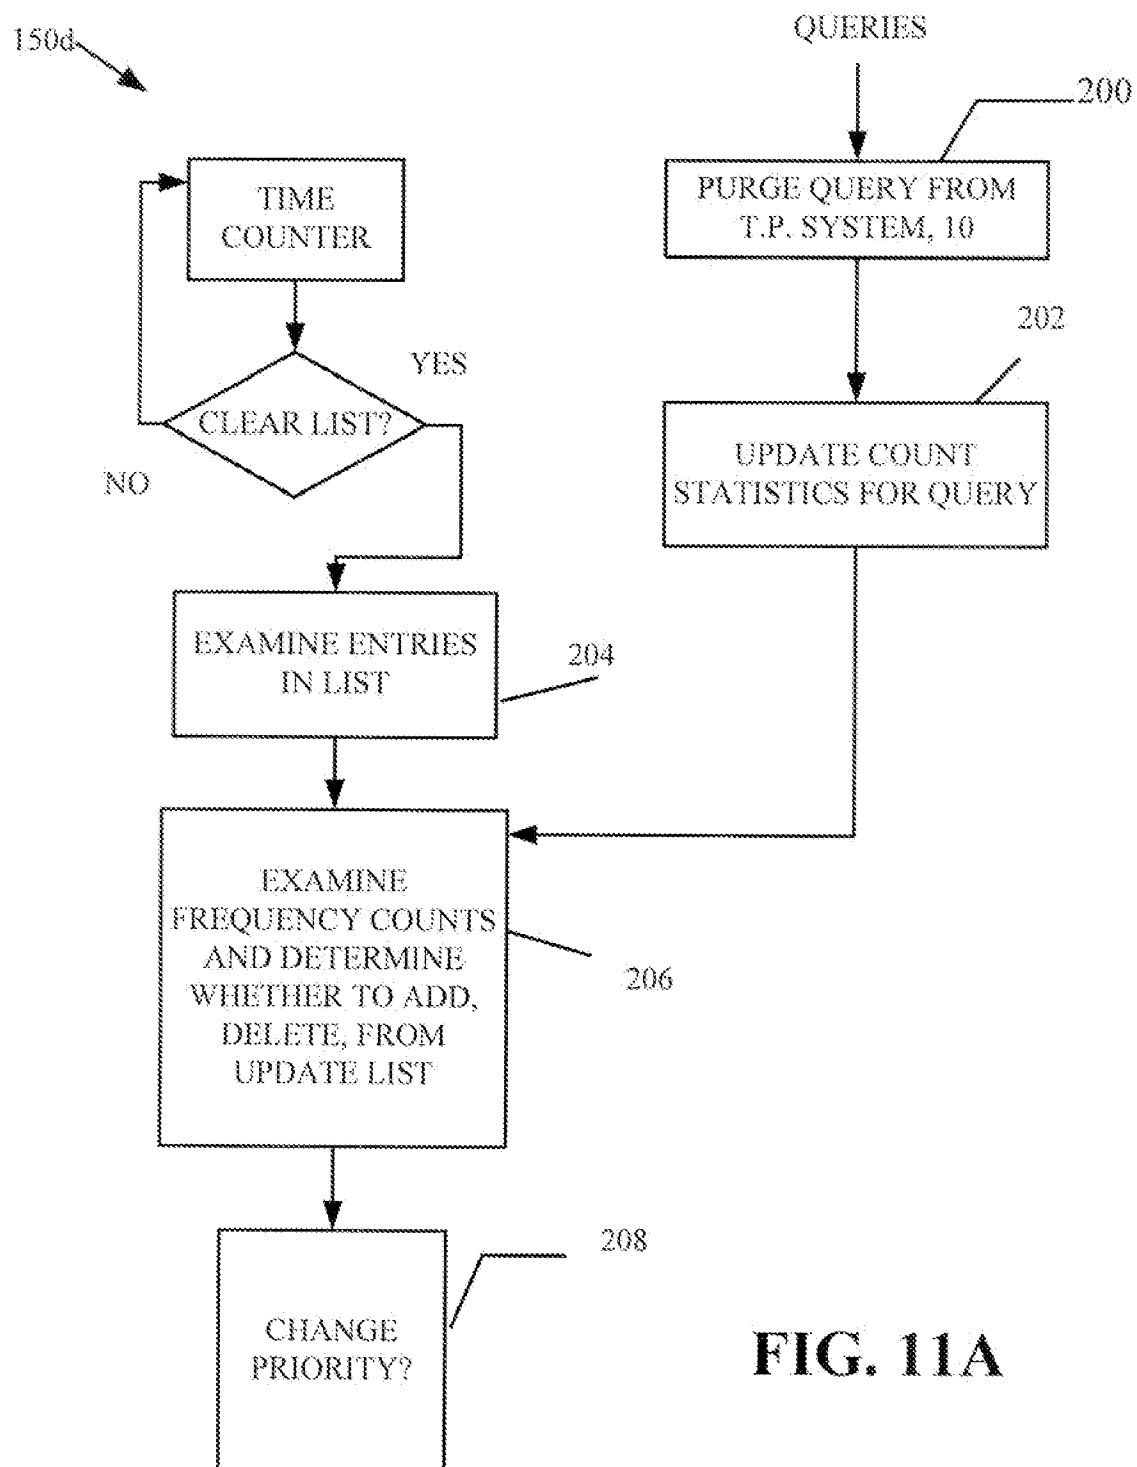 150d
QUERIES
200
PURGE QUERY FROM
T.P. SYSTEM, 10
TIME
COUNTER
202
YES
CLEAR LIST?
NO
UPDATE COUNT
STATISTICS FOR QUERY
EXAMINE ENTRIES
IN LIST
204
EXAMINE
FREQUENCY COUNTS
AND DETERMINE
WHETHER TO ADD,
DELETE, FROM
UPDATE LIST
206
208
CHANGE
PRIORITY?
FIG. 11A